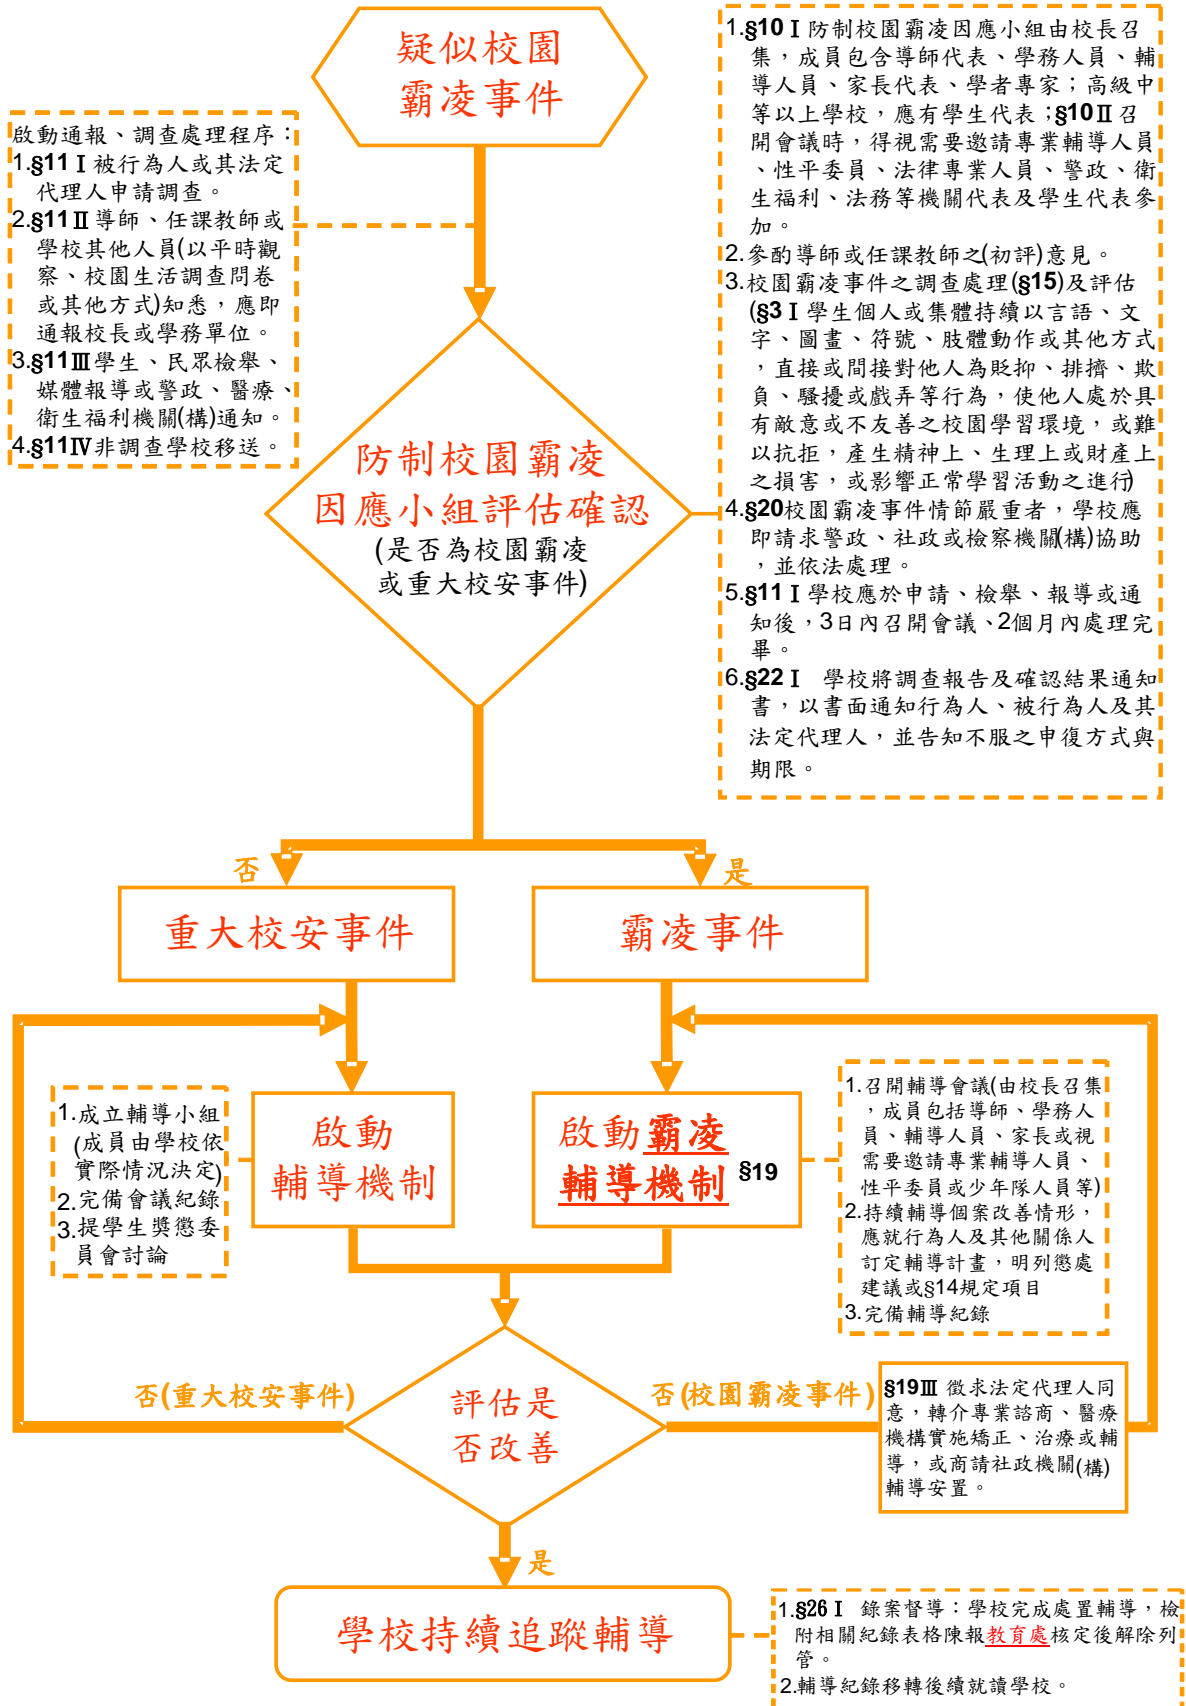 疑似校園
霸凌事件
啟動通報、調查處理程序：
1.§11Ⅰ被行為人或其法定
代理人申請調查。
2.§11Ⅱ導師、任課教師或
學校其他人員(以平時觀
察、校園生活調查問卷
或其他方式)知悉，應即
通報校長或學務單位。
3.§11Ⅲ學生、民眾檢舉、
媒體報導或警政、醫療、
衛生福利機關(構)通知。
4.§11Ⅳ非調查學校移送。
1.§10Ⅰ防制校園霸凌因應小組由校長召
集，成員包含導師代表、學務人員、輔
導人員、家長代表、學者專家；高級中
等以上學校，應有學生代表；§10Ⅱ召
開會議時，得視需要邀請專業輔導人員
、性平委員、法律專業人員、警政、衛
生福利、法務等機關代表及學生代表參
加。
2.參酌導師或任課教師之(初評)意見。
3.校園霸凌事件之調查處理(§15)及評估
(§3Ⅰ學生個人或集體持續以言語、文
字、圖畫、符號、肢體動作或其他方式
，直接或間接對他人為貶抑、排擠、欺
負、騷擾或戲弄等行為，使他人處於具
有敵意或不友善之校園學習環境，或難
以抗拒，產生精神上、生理上或財產上
之損害，或影響正常學習活動之進行)
4.§20校園霸凌事件情節嚴重者，學校應
即請求警政、社政或檢察機關(構)協助
，並依法處理。
5.§11Ⅰ學校應於申請、檢舉、報導或通
知後，3日內召開會議、2個月內處理完
畢。
6.§22Ⅰ 學校將調查報告及確認結果通知
書，以書面通知行為人、被行為人及其
法定代理人，並告知不服之申復方式與
期限。
防制校園霸凌
因應小組評估確認
(是否為校園霸凌
或重大校安事件)
否
是
重大校安事件
霸凌事件
1.成立輔導小組
(成員由學校依
實際情況決定)
2.完備會議紀錄
3.提學生獎懲委
員會討論
啟動
輔導機制
啟動霸凌
輔導機制 §19
1.召開輔導會議(由校長召集
，成員包括導師、學務人
員、輔導人員、家長或視
需要邀請專業輔導人員、
性平委員或少年隊人員等)
2.持續輔導個案改善情形，
應就行為人及其他關係人
訂定輔導計畫，明列懲處
建議或§14規定項目
3.完備輔導紀錄
否(重大校安事件)
評估是
否改善
否(校園霸凌事件)
§19Ⅲ 徵求法定代理人同
意，轉介專業諮商、醫療
機構實施矯正、治療或輔
導，或商請社政機關(構)
輔導安置。
是
學校持續追蹤輔導
1.§26Ⅰ 錄案督導：學校完成處置輔導，檢
附相關紀錄表格陳報教育處核定後解除列
管。
2.輔導紀錄移轉後續就讀學校。